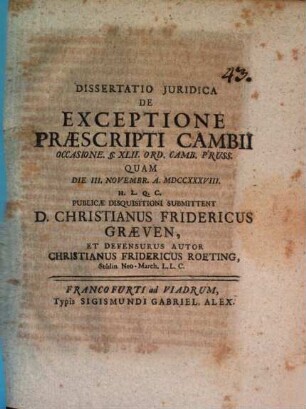 43.
DISSERTATIO JURIDICA
DE
EXCEPTIONE
PRÆSCRIPTI CAMBII
OCCASIONE. §. XLII. ORD. CAMB. PRUSS.
QUAM
DIE III. NOVEMBR. A. MDCCXXXVIII.
H. L. Q; C.
PUBLICÆ DISQUISITIONI SUBMITTENT
D. CHRISTIANUS FRIDERICUS
GRÆVEN,
ET DEFENSURUS AUTOR
CHRISTIANUS FRIDERICUS ROETING,
Soldin Neo-March. L. L. C.
FRANCOFURTI ad VIADRUM,
Typis SIGISMUNDI GABRIEL. ALEX.